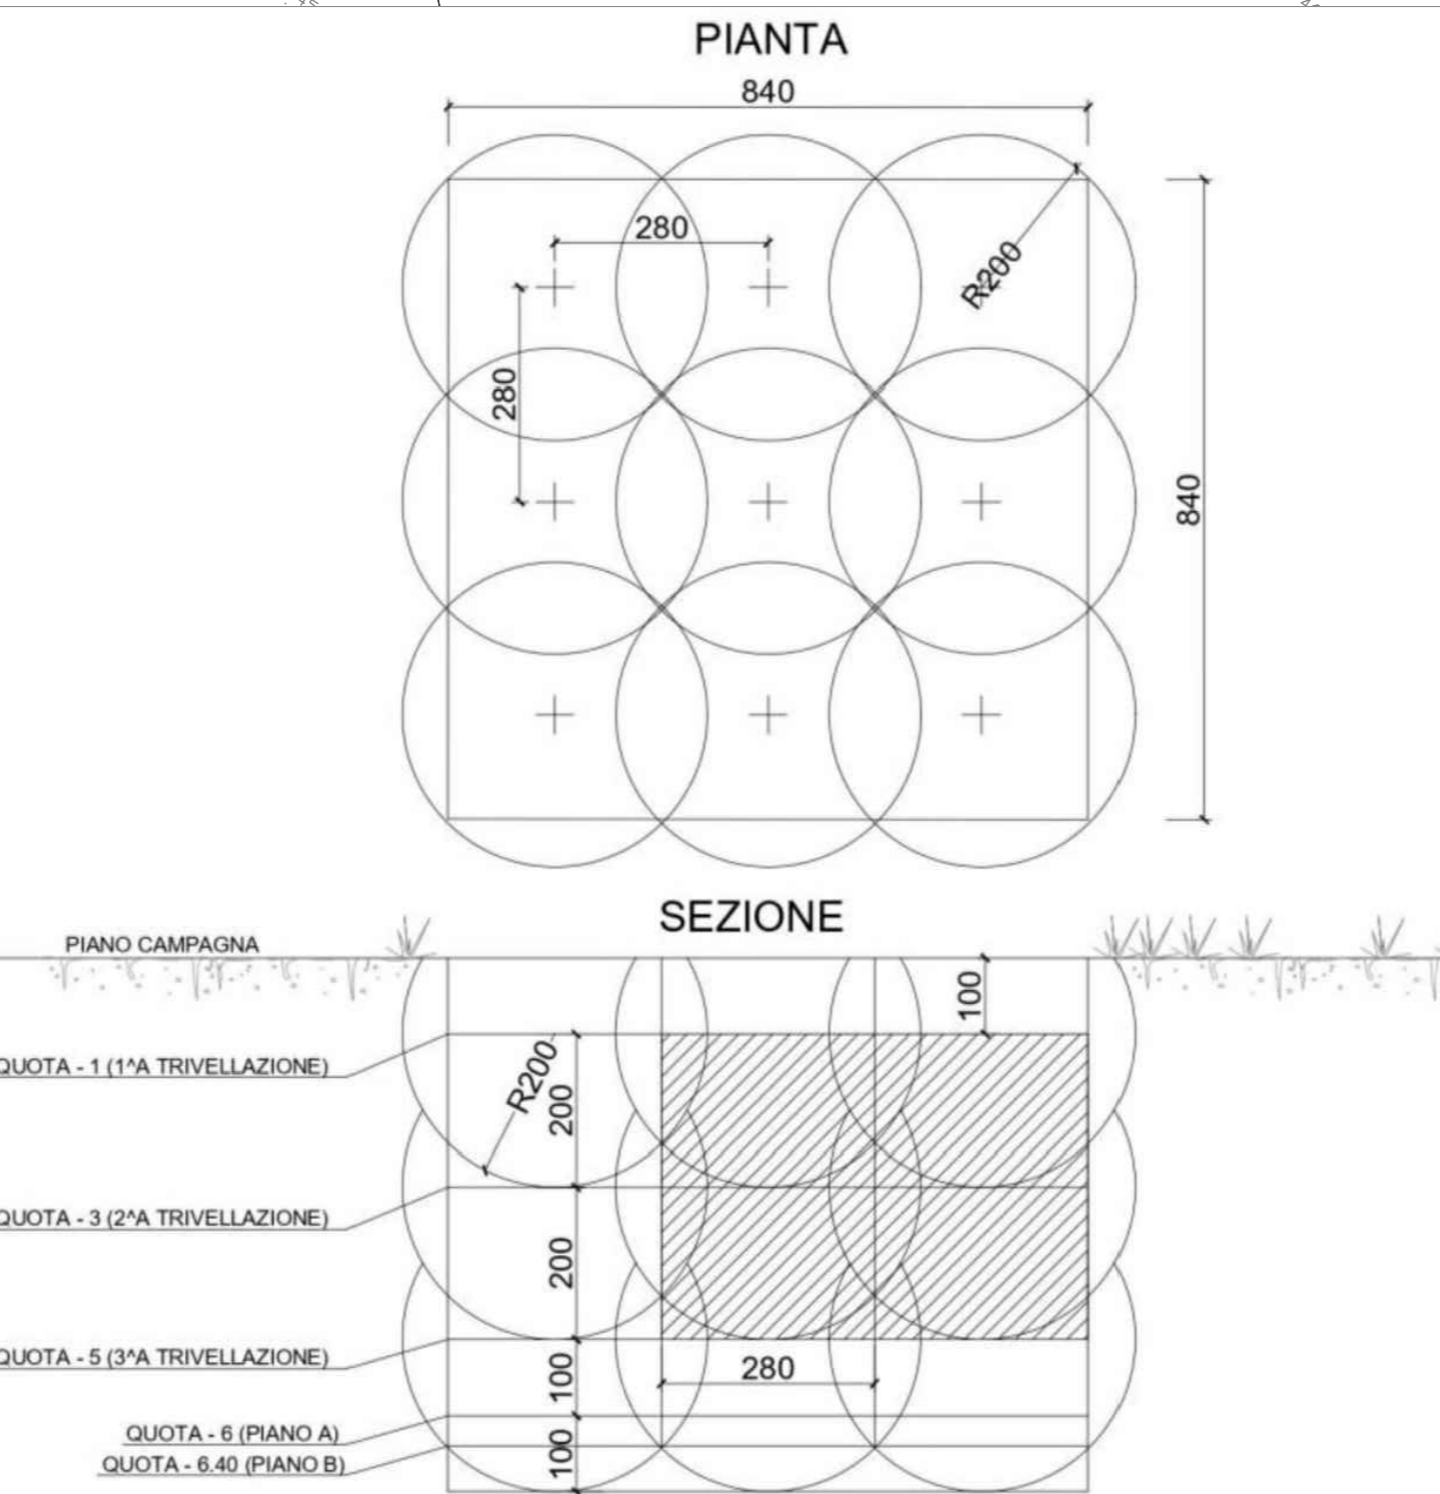 PIANTA
840
280
R200
280
840
SEZIONE
PIANO CAMPAGNA
100
QUOTA - 1 (1^A TRIVELLAZIONE)
R200
200
QUOTA - 3 (2^A TRIVELLAZIONE)
200
QUOTA - 5 (3^A TRIVELLAZIONE)
100
280
QUOTA - 6 (PIANO A)
QUOTA - 6.40 (PIANO B)
100